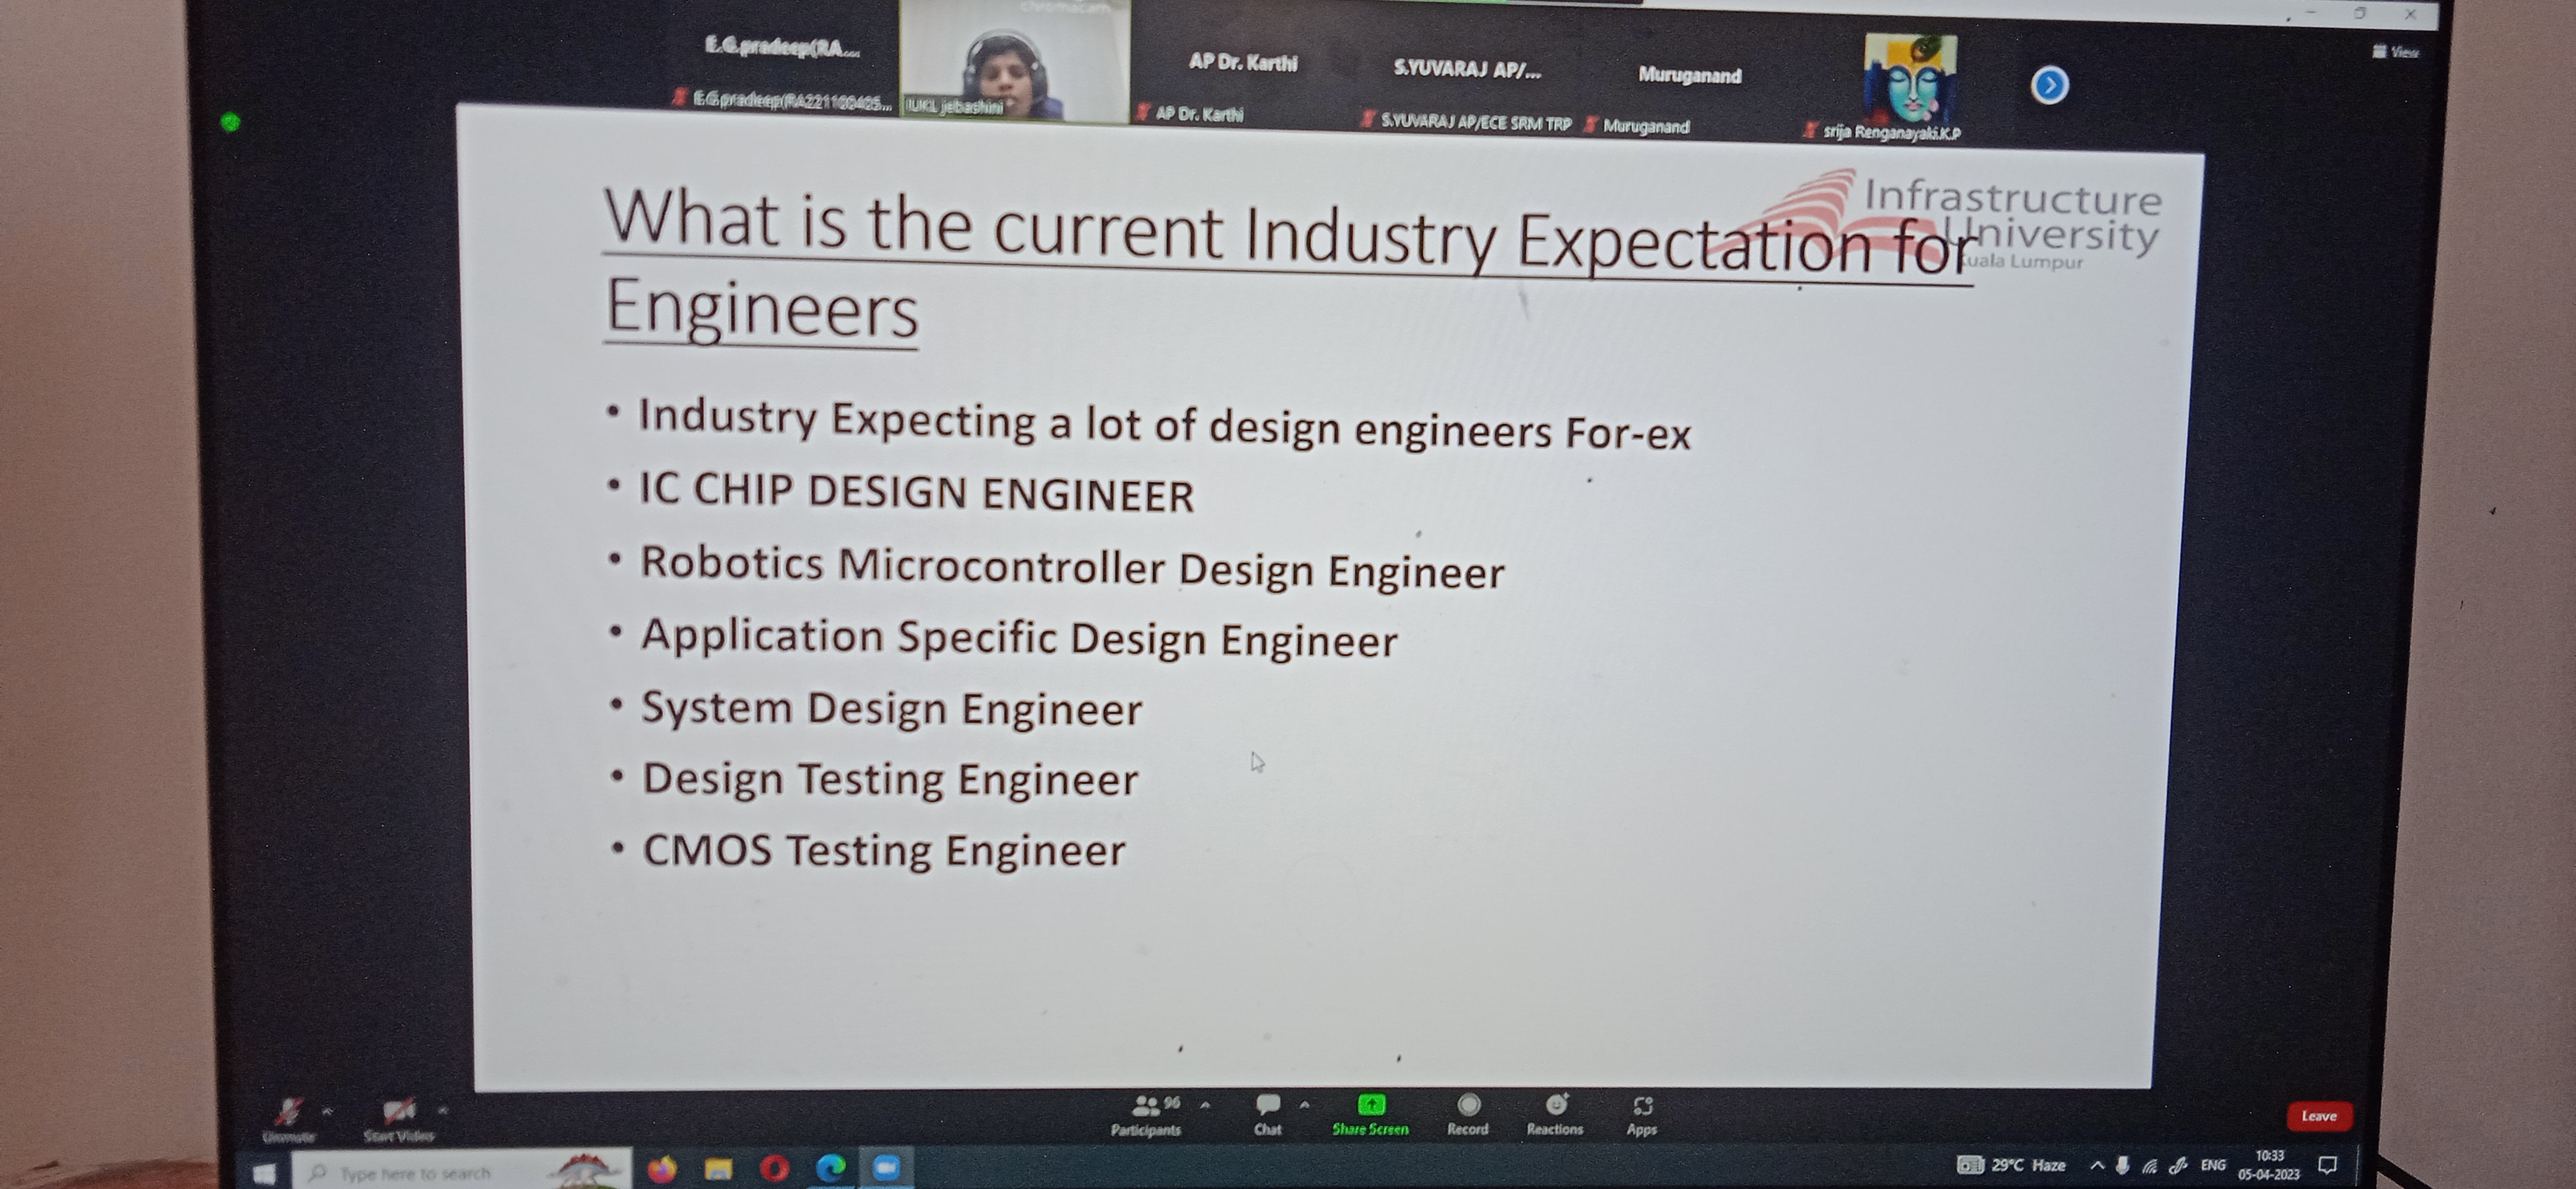 chromacam
E.G.pradeep(RA...
AP Dr. Karthi
S.YUVARAJ AP/...
Muruganand
View
E.G.pradeep(RA221100405...
IUKL jebashini
AP Dr. Karthi
S.YUVARAJ AP/ECE SRM TRP
Muruganand
srija Renganayaki.K.P
Infrastructure
University
Kuala Lumpur
What is the current Industry Expectation for
Engineers
• Industry Expecting a lot of design engineers For-ex
• IC CHIP DESIGN ENGINEER
• Robotics Microcontroller Design Engineer
• Application Specific Design Engineer
• System Design Engineer
• Design Testing Engineer
• CMOS Testing Engineer
96
Unmute
Start Video
Participants
Chat
Share Screen
Record
Reactions
Apps
Leave
Type here to search
29°C Haze
ENG
10:33
05-04-2023